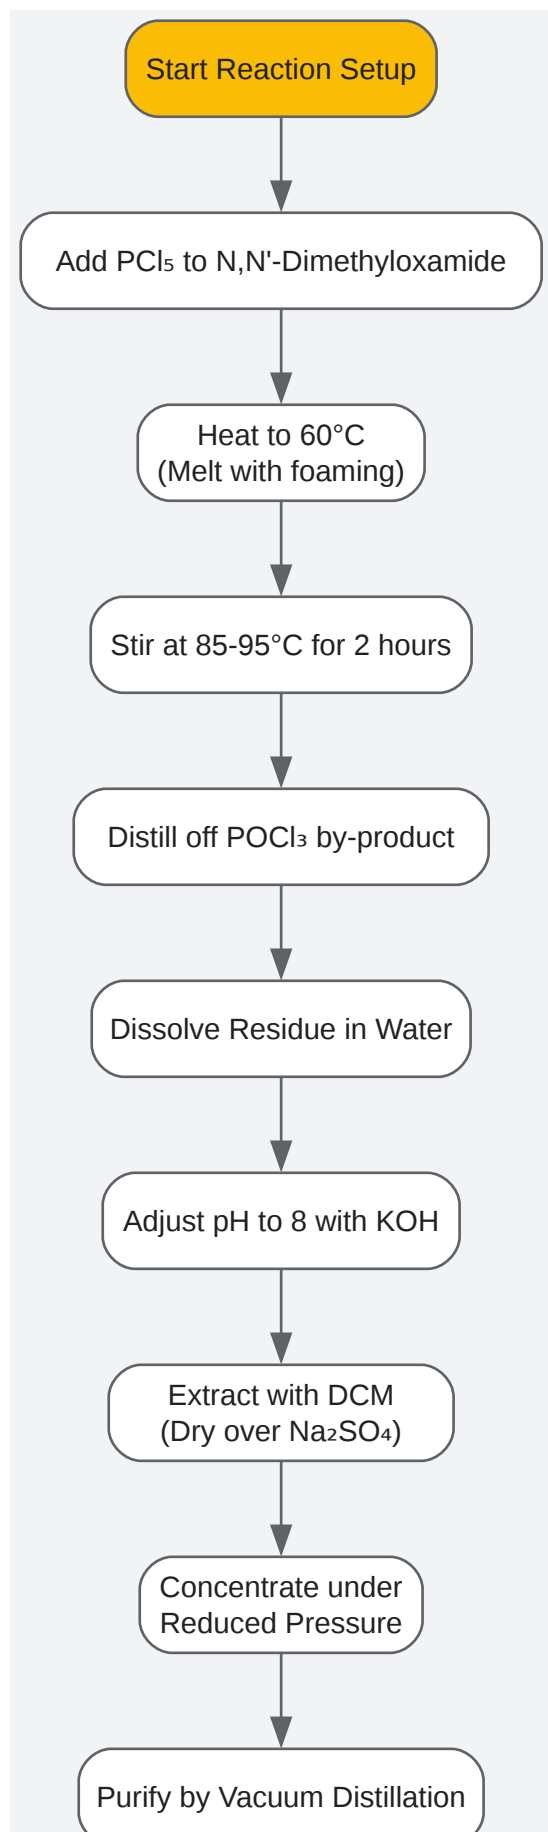 Start Reaction Setup
Add PCl₅ to N,N'-Dimethyloxamide
Heat to 60°C
(Melt with foaming)
Stir at 85-95°C for 2 hours
Distill off POCl₃ by-product
Dissolve Residue in Water
Adjust pH to 8 with KOH
Extract with DCM
(Dry over Na₂SO₄)
Concentrate under
Reduced Pressure
Purify by Vacuum Distillation